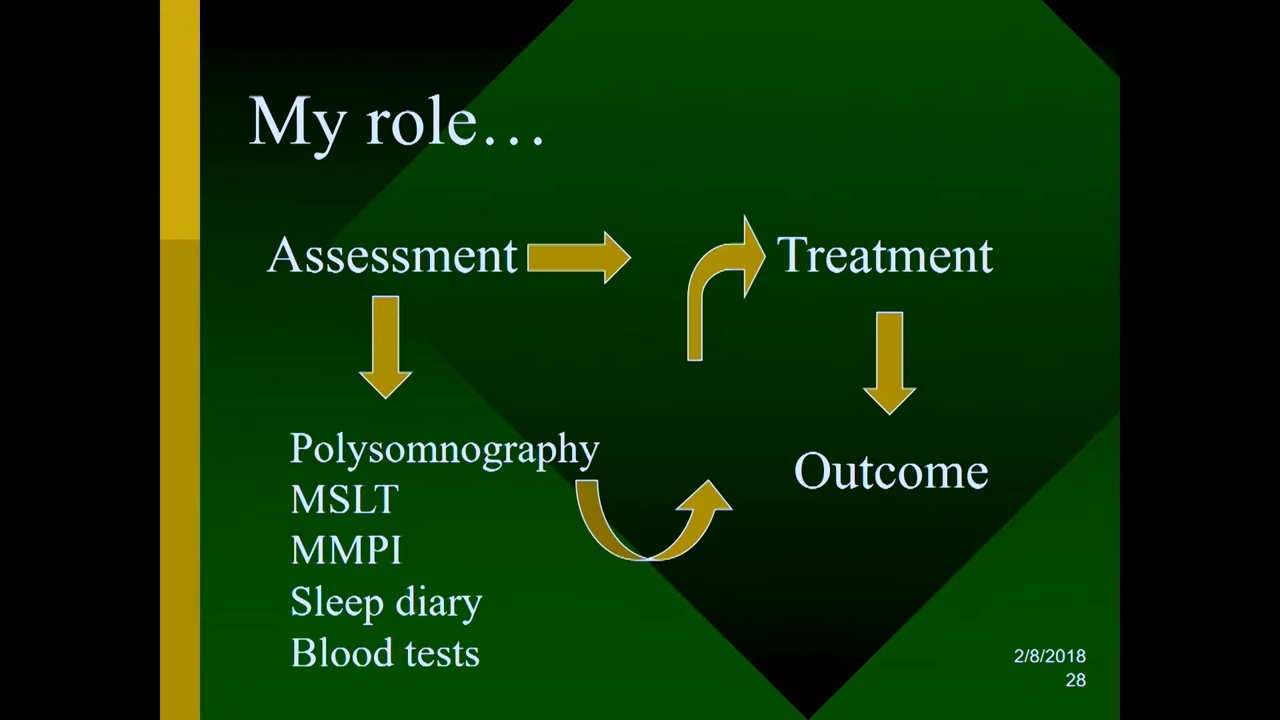 My role…
Assessment
Treatment
Polysomnography
MSLT
MMPI
Sleep diary
Blood tests
Outcome
2/8/2018
28